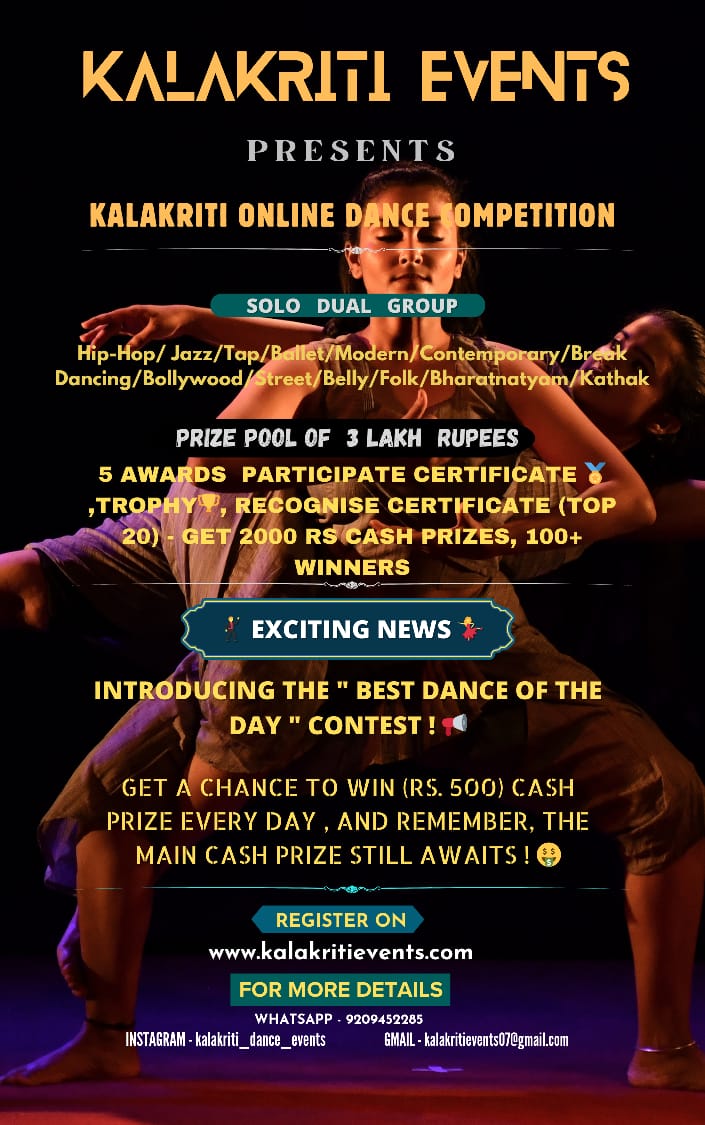 KALAKRITI EVENTS
PRESENTS
KALAKRITI ONLINE DANCE COMPETITION
SOLO DUAL GROUP
Hip-Hop/ Jazz/Tap/Ballet/Modern/Contemporary/Break
Dancing/Bollywood/Street/Belly/Folk/Bharatnatyam/Kathak
PRIZE POOL OF 3 LAKH RUPEES
5 AWARDS PARTICIPATE CERTIFICATE 🏅
,TROPHY🏆, RECOGNISE CERTIFICATE (TOP
20) - GET 2000 RS CASH PRIZES, 100+
WINNERS
🕺 EXCITING NEWS 💃
INTRODUCING THE " BEST DANCE OF THE
DAY " CONTEST ! 📢
GET A CHANCE TO WIN (RS. 500) CASH
PRIZE EVERY DAY , AND REMEMBER, THE
MAIN CASH PRIZE STILL AWAITS ! 🤑
REGISTER ON
www.kalakritievents.com
FOR MORE DETAILS
WHATSAPP - 9209452285
INSTAGRAM - kalakriti_dance_events GMAIL - kalakritievents07@gmail.com